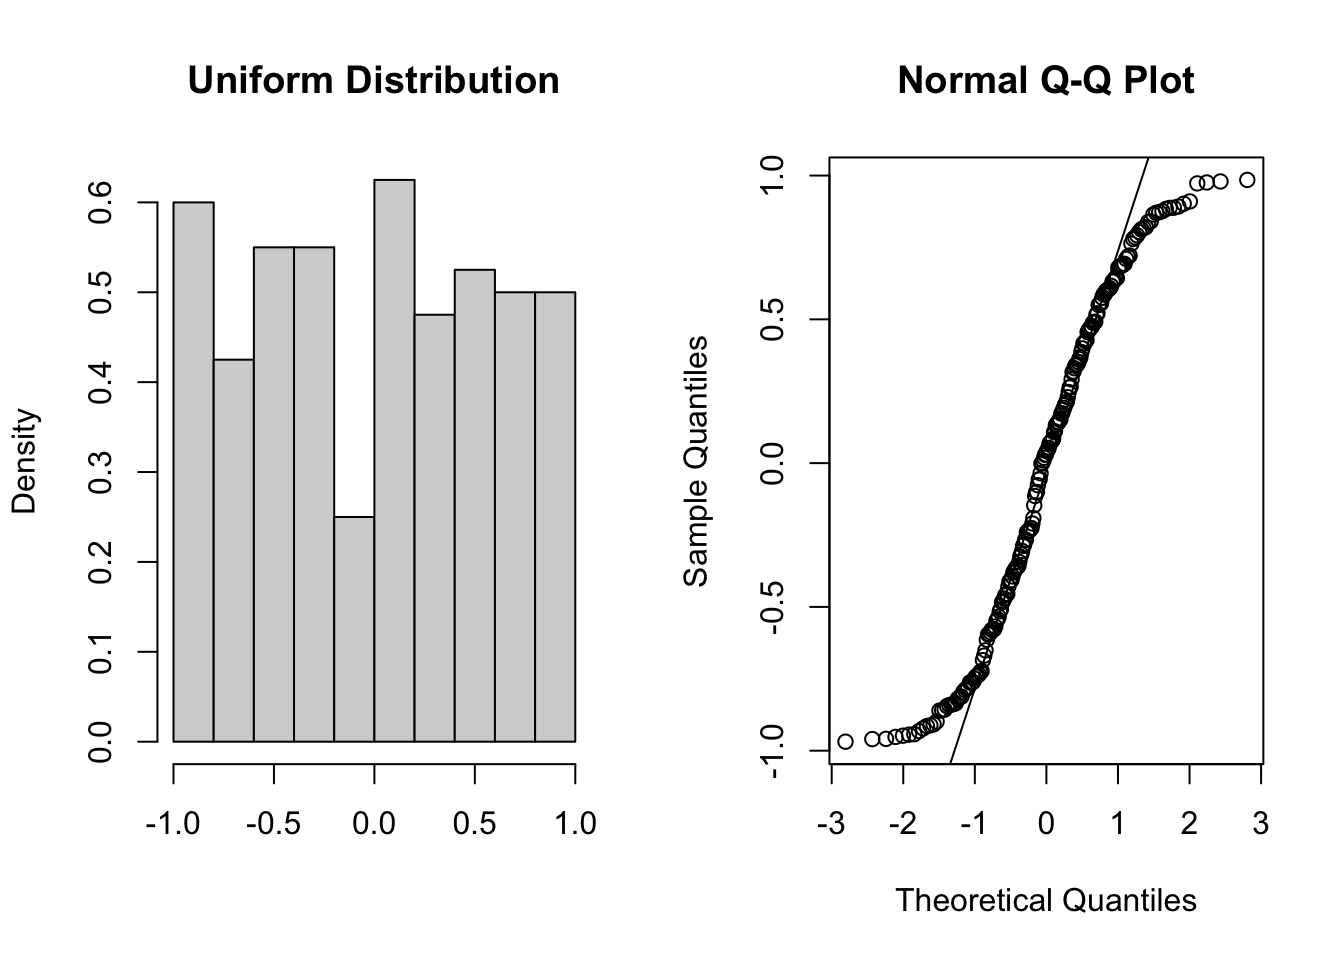 Uniform Distribution
Density
0.0 0.1 0.2 0.3 0.4 0.5 0.6
-1.0 -0.5 0.0 0.5 1.0
Normal Q-Q Plot
Sample Quantiles
-1.0 -0.5 0.0 0.5 1.0
-3 -2 -1 0 1 2 3
Theoretical Quantiles